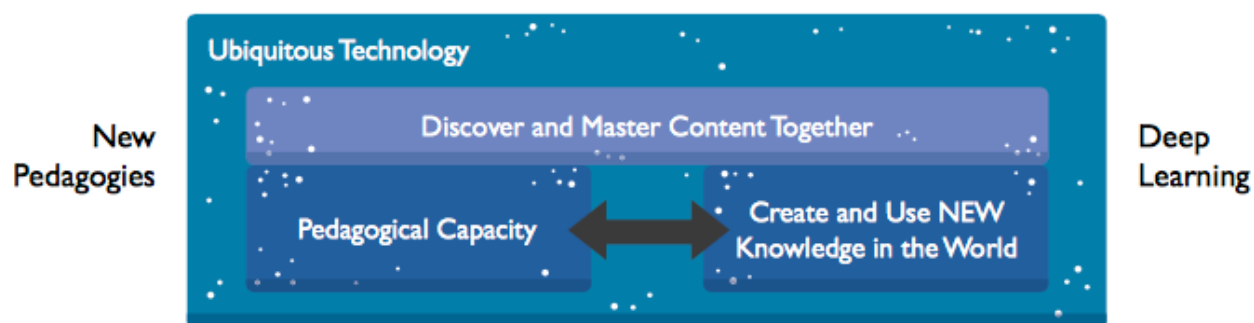 Ubiquitous Technology
New
Pedagogies
Discover and Master Content Together
Deep
Learning
Pedagogical Capacity
Create and Use NEW
Knowledge in the World